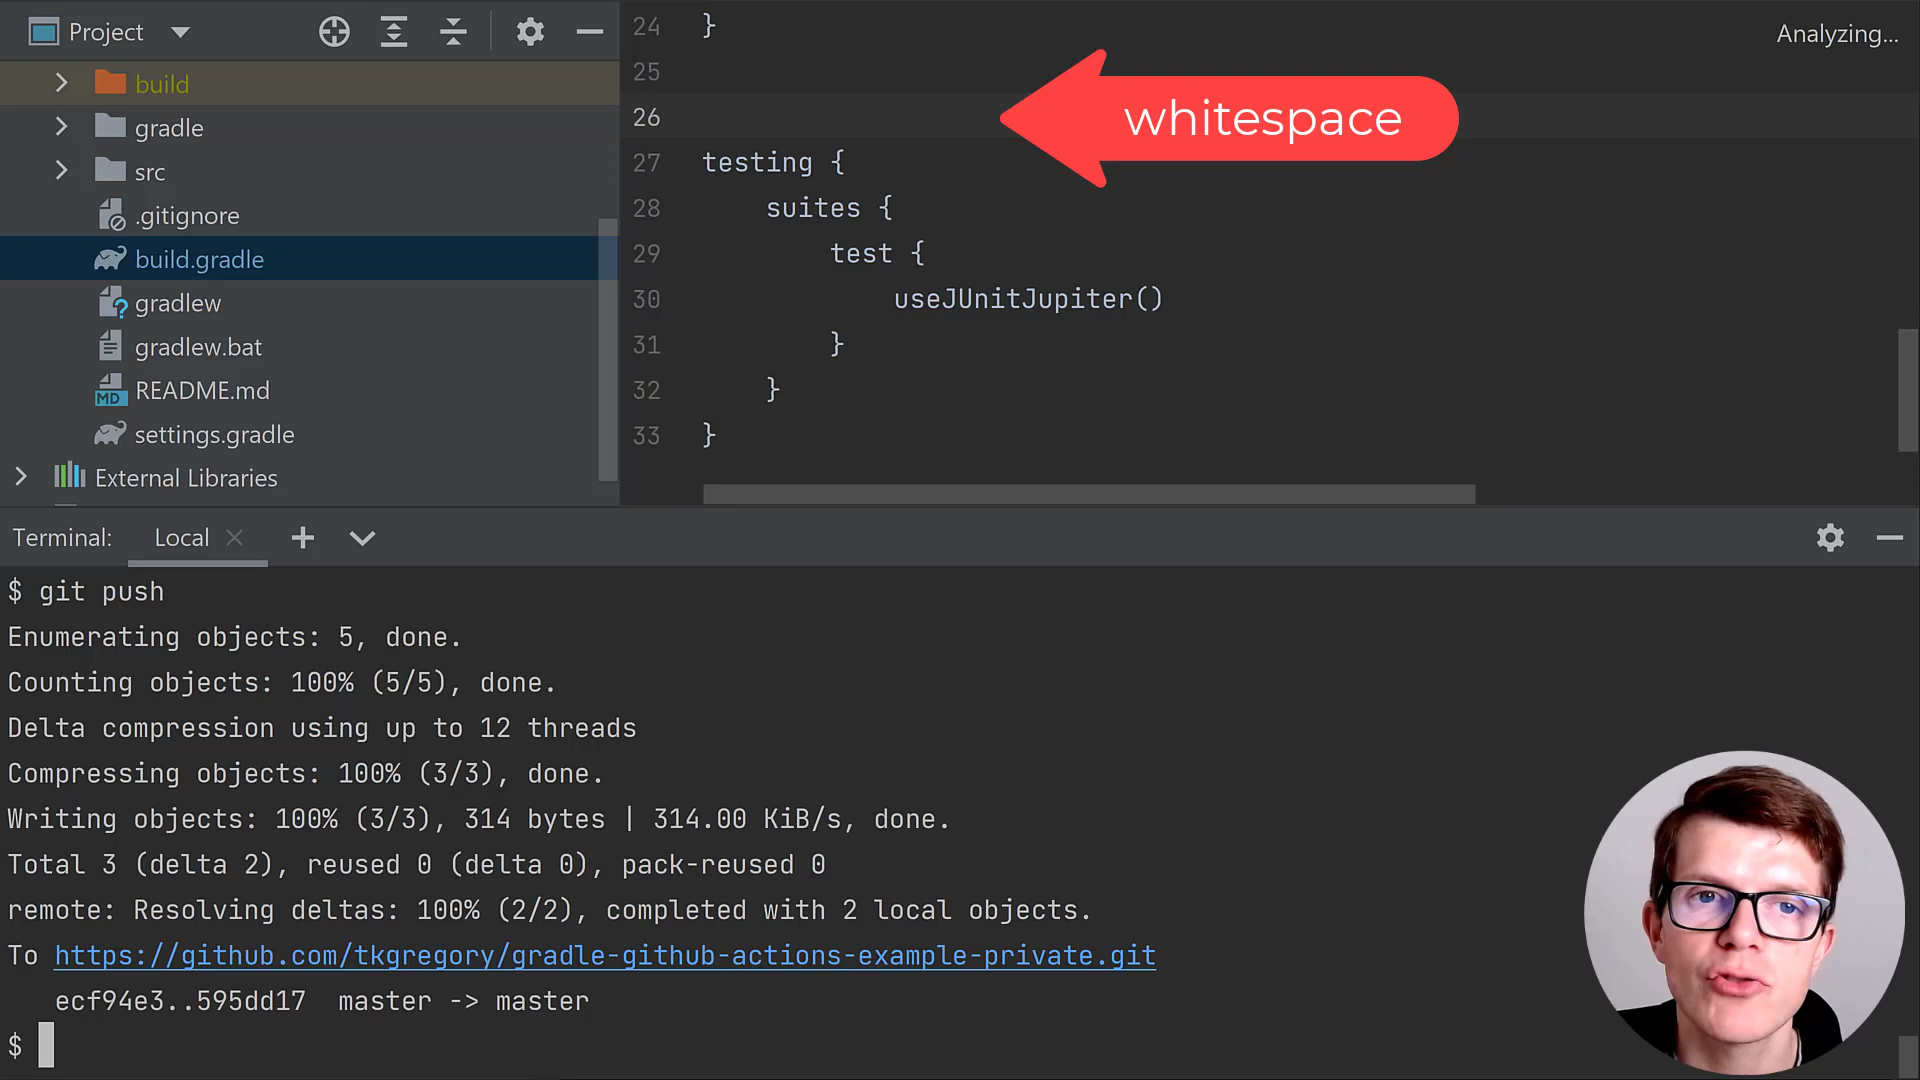 Project
build
gradle
src
.gitignore
build.gradle
gradlew
gradlew.bat
MD README.md
settings.gradle
External Libraries
24 }
25
26
27 testing {
28 suites {
29 test {
30 useJUnitJupiter()
31 }
32 }
33 }
Analyzing...
whitespace
Terminal: Local
$ git push
Enumerating objects: 5, done.
Counting objects: 100% (5/5), done.
Delta compression using up to 12 threads
Compressing objects: 100% (3/3), done.
Writing objects: 100% (3/3), 314 bytes | 314.00 KiB/s, done.
Total 3 (delta 2), reused 0 (delta 0), pack-reused 0
remote: Resolving deltas: 100% (2/2), completed with 2 local objects.
To https://github.com/tkgregory/gradle-github-actions-example-private.git
ecf94e3..595dd17 master -> master
$